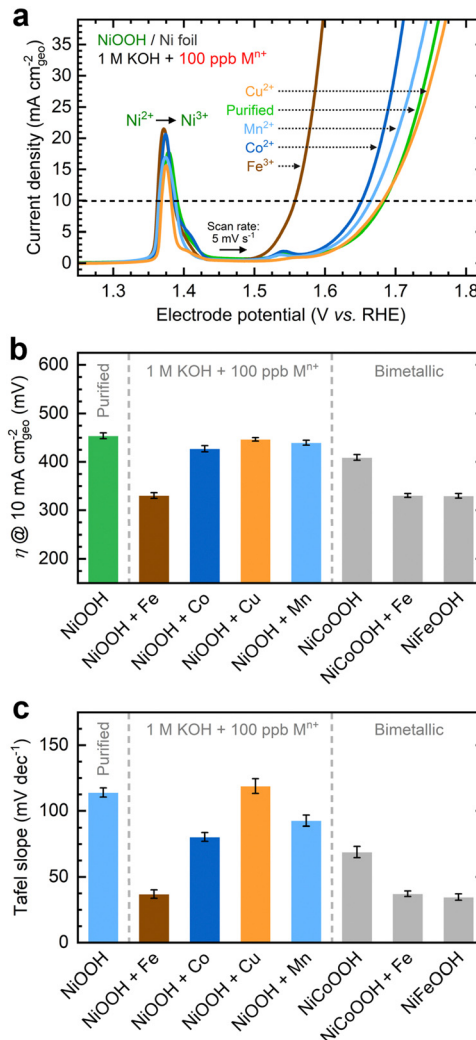 a
NiOOH / Ni foil
1 M KOH + 100 ppb Mⁿ⁺
Ni²⁺ → Ni³⁺
Cu²⁺
Purified
Mn²⁺
Co²⁺
Fe³⁺
Scan rate:
5 mV s⁻¹
Current density (mA cm⁻²geo)
35
30
25
20
15
10
5
0
1.3 1.4 1.5 1.6 1.7 1.8
Electrode potential (V vs. RHE)
b
Purified
1 M KOH + 100 ppb Mⁿ⁺
Bimetallic
η @ 10 mA cm⁻²geo (mV)
600
500
400
300
200
NiOOH
NiOOH + Fe
NiOOH + Co
NiOOH + Cu
NiOOH + Mn
NiCoOOH
NiCoOOH + Fe
NiFeOOH
c
Purified
1 M KOH + 100 ppb Mⁿ⁺
Bimetallic
Tafel slope (mV dec⁻¹)
150
100
50
0
NiOOH
NiOOH + Fe
NiOOH + Co
NiOOH + Cu
NiOOH + Mn
NiCoOOH
NiCoOOH + Fe
NiFeOOH